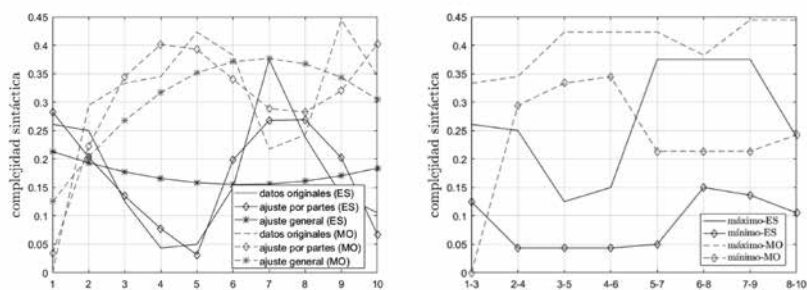 complejidad sintáctica
0.45
0.4
0.35
0.3
0.25
0.2
0.15
0.1
0.05
0
1 2 3 4 5 6 7 8 9 10
datos originales (ES)
ajuste por partes (ES)
ajuste general (ES)
datos originales (MO)
ajuste por partes (MO)
ajuste general (MO)
complejidad sintáctica
0.45
0.4
0.35
0.3
0.25
0.2
0.15
0.1
0.05
0
1-3 2-4 3-5 4-6 5-7 6-8 7-9 8-10
máximo-ES
mínimo-ES
máximo-MO
mínimo-MO